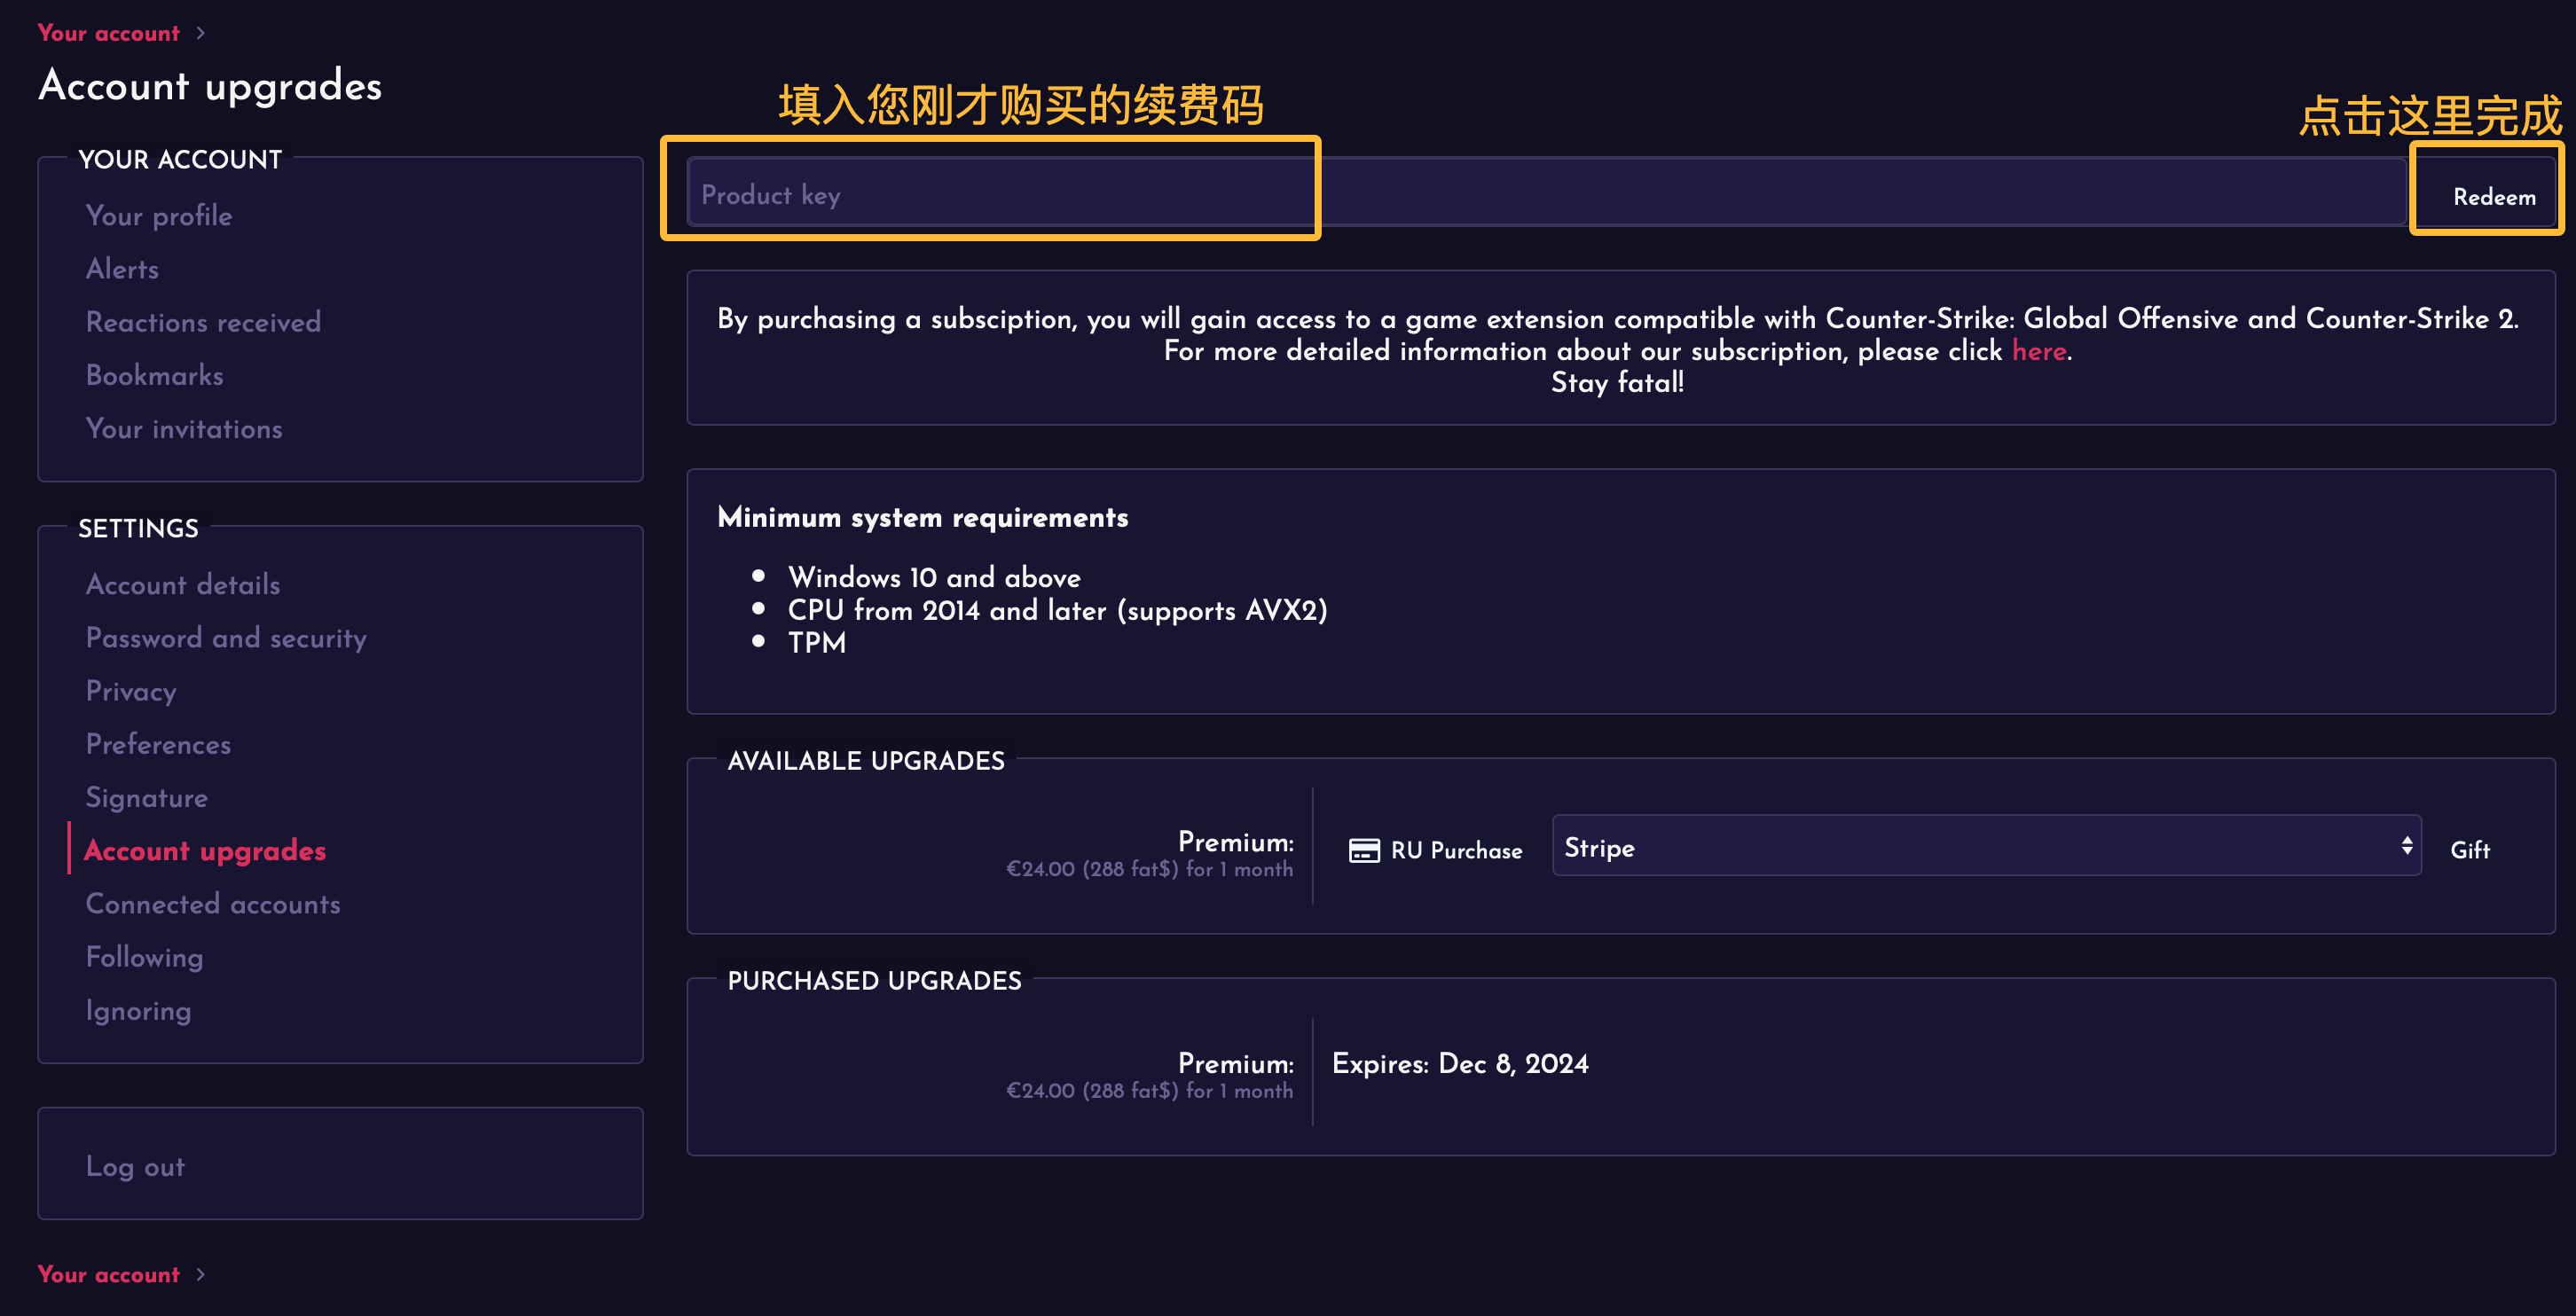 Your account
Account upgrades
填入您刚才购买的续费码
点击这里完成
YOUR ACCOUNT
Your profile
Alerts
Reactions received
Bookmarks
Your invitations
SETTINGS
Account details
Password and security
Privacy
Preferences
Signature
Account upgrades
Connected accounts
Following
Ignoring
Log out
Your account
Product key
Redeem
By purchasing a subsciption, you will gain access to a game extension compatible with Counter-Strike: Global Offensive and Counter-Strike 2.
For more detailed information about our subscription, please click here.
Stay fatal!
Minimum system requirements
Windows 10 and above
CPU from 2014 and later (supports AVX2)
TPM
AVAILABLE UPGRADES
Premium:
€24.00 (288 fat$) for 1 month
RU Purchase
Stripe
Gift
PURCHASED UPGRADES
Premium:
€24.00 (288 fat$) for 1 month
Expires: Dec 8, 2024